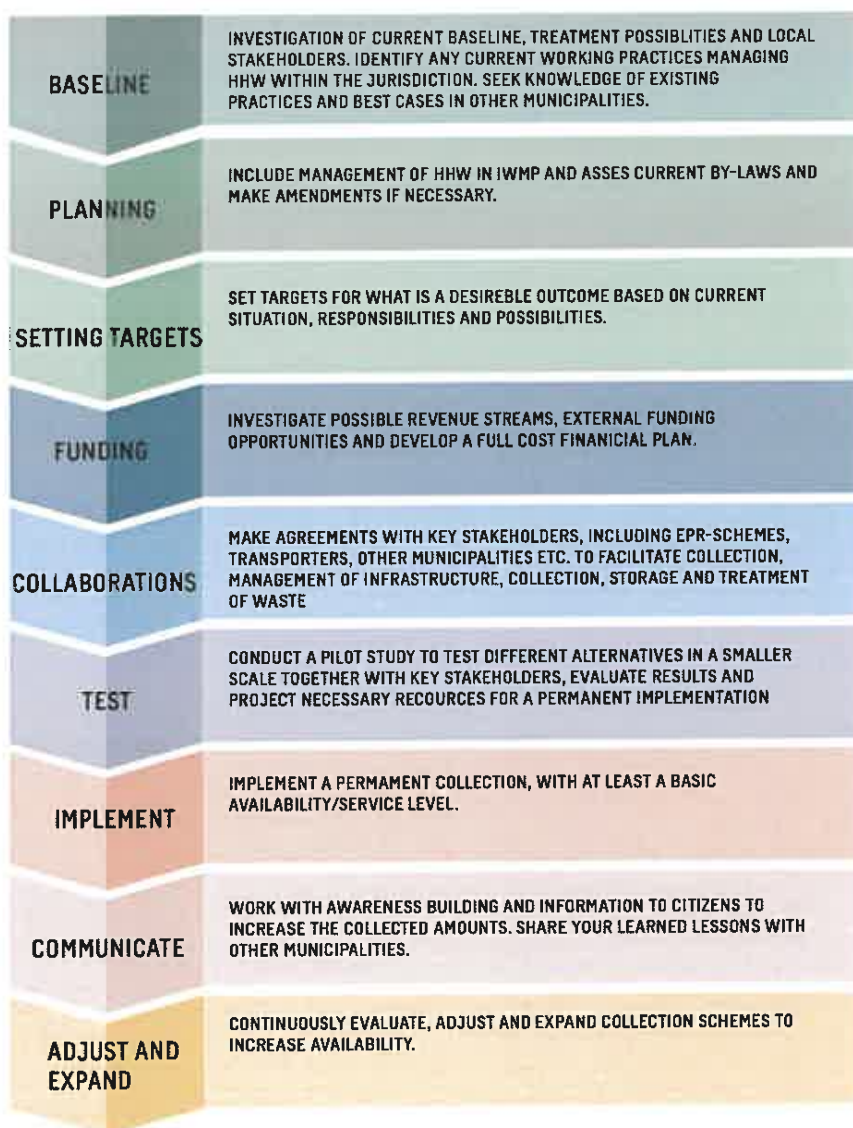 BASELINE
INVESTIGATION OF CURRENT BASELINE, TREATMENT POSSIBLITIES AND LOCAL
STAKEHOLDERS. IDENTIFY ANY CURRENT WORKING PRACTICES MANAGING
HHW WITHIN THE JURISDICTION. SEEK KNOWLEDGE OF EXISTING
PRACTICES AND BEST CASES IN OTHER MUNICIPALITIES.
PLANNING
INCLUDE MANAGEMENT OF HHW IN IWMP AND ASSES CURRENT BY-LAWS AND
MAKE AMENDMENTS IF NECESSARY.
SETTING TARGETS
SET TARGETS FOR WHAT IS A DESIREBLE OUTCOME BASED ON CURRENT
SITUATION, RESPONSIBILITIES AND POSSIBILITIES.
FUNDING
INVESTIGATE POSSIBLE REVENUE STREAMS, EXTERNAL FUNDING
OPPORTUNITIES AND DEVELOP A FULL COST FINANICIAL PLAN.
COLLABORATIONS
MAKE AGREEMENTS WITH KEY STAKEHOLDERS, INCLUDING EPR-SCHEMES,
TRANSPORTERS, OTHER MUNICIPALITIES ETC. TO FACILITATE COLLECTION,
MANAGEMENT OF INFRASTRUCTURE, COLLECTION, STORAGE AND TREATMENT
OF WASTE
TEST
CONDUCT A PILOT STUDY TO TEST DIFFERENT ALTERNATIVES IN A SMALLER
SCALE TOGETHER WITH KEY STAKEHOLDERS, EVALUATE RESULTS AND
PROJECT NECESSARY RECOURCES FOR A PERMANENT IMPLEMENTATION
IMPLEMENT
IMPLEMENT A PERMAMENT COLLECTION, WITH AT LEAST A BASIC
AVAILABILITY/SERVICE LEVEL.
COMMUNICATE
WORK WITH AWARENESS BUILDING AND INFORMATION TO CITIZENS TO
INCREASE THE COLLECTED AMOUNTS. SHARE YOUR LEARNED LESSONS WITH
OTHER MUNICIPALITIES.
ADJUST AND
EXPAND
CONTINUOUSLY EVALUATE, ADJUST AND EXPAND COLLECTION SCHEMES TO
INCREASE AVAILABILITY.